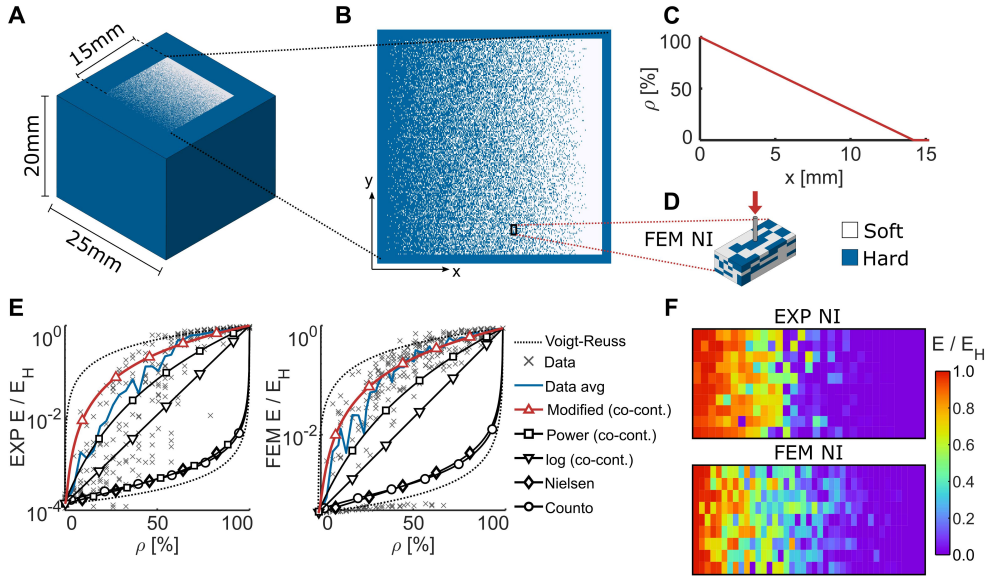 A
15mm
20mm
25mm
B
y
x
C
ρ [%]
100
50
0
0
5
10
15
x [mm]
D
FEM NI
Soft
Hard
E
EXP E / E_H
10^0
10^-2
10^-4
0
50
100
ρ [%]
FEM E / E_H
10^0
10^-2
10^-4
0
50
100
ρ [%]
Voigt-Reuss
Data
Data avg
Modified (co-cont.)
Power (co-cont.)
log (co-cont.)
Nielsen
Counto
F
EXP NI
FEM NI
E / E_H
1.0
0.8
0.6
0.4
0.2
0.0